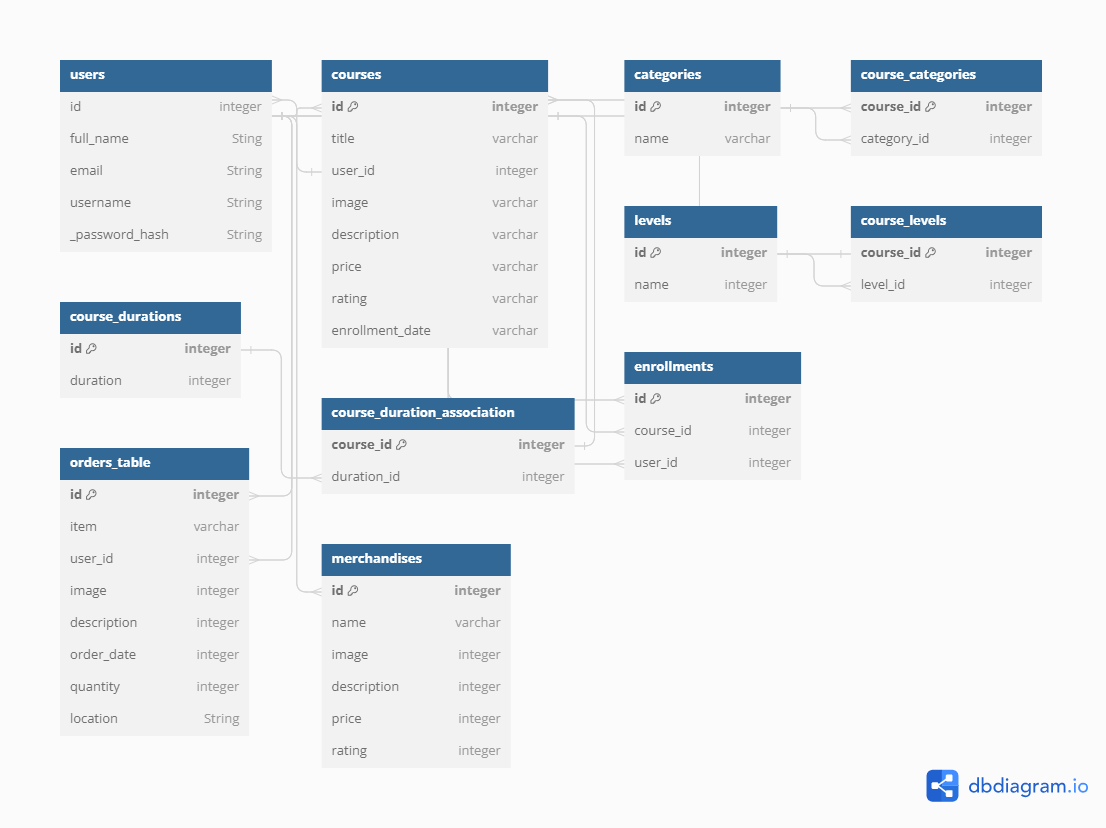 users
id integer
full_name Sting
email String
username String
_password_hash String
courses
id integer
title varchar
user_id integer
image varchar
description varchar
price varchar
rating varchar
enrollment_date varchar
categories
id integer
name varchar
course_categories
course_id integer
category_id integer
levels
id integer
name integer
course_levels
course_id integer
level_id integer
course_durations
id integer
duration integer
enrollments
id integer
course_id integer
user_id integer
course_duration_association
course_id integer
duration_id integer
orders_table
id integer
item varchar
user_id integer
image integer
description integer
order_date integer
quantity integer
location String
merchandises
id integer
name varchar
image integer
description integer
price integer
rating integer
dbdiagram.io